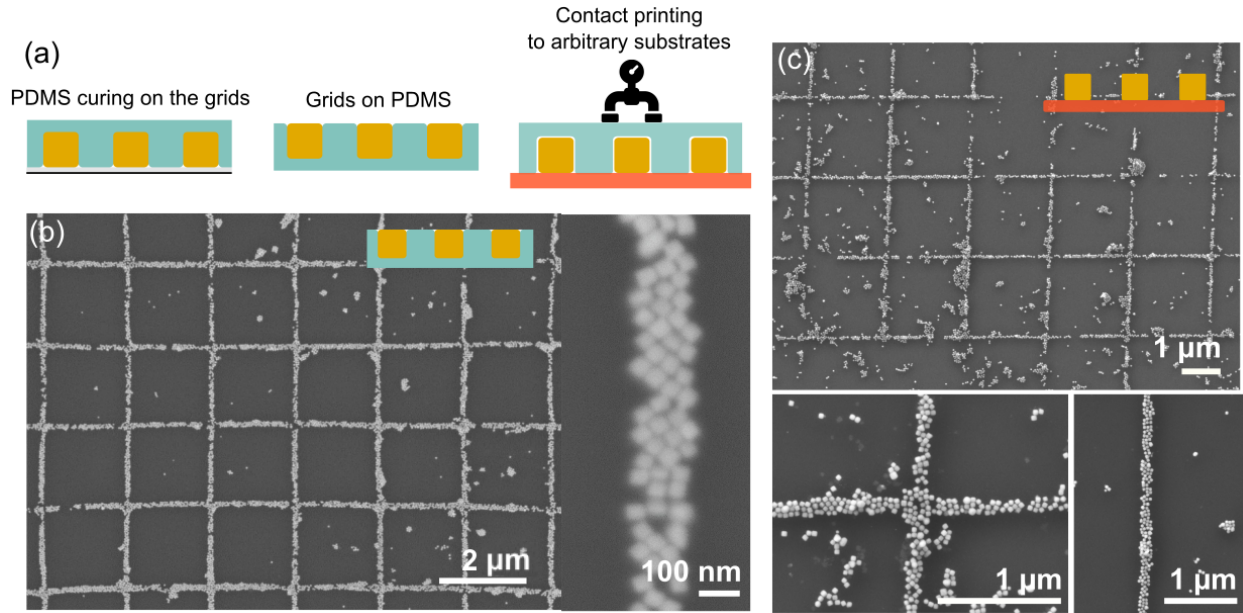 (a)
PDMS curing on the grids
Grids on PDMS
Contact printing
to arbitrary substrates
(b)
2 µm
100 nm
(c)
1 µm
1 µm
1 µm